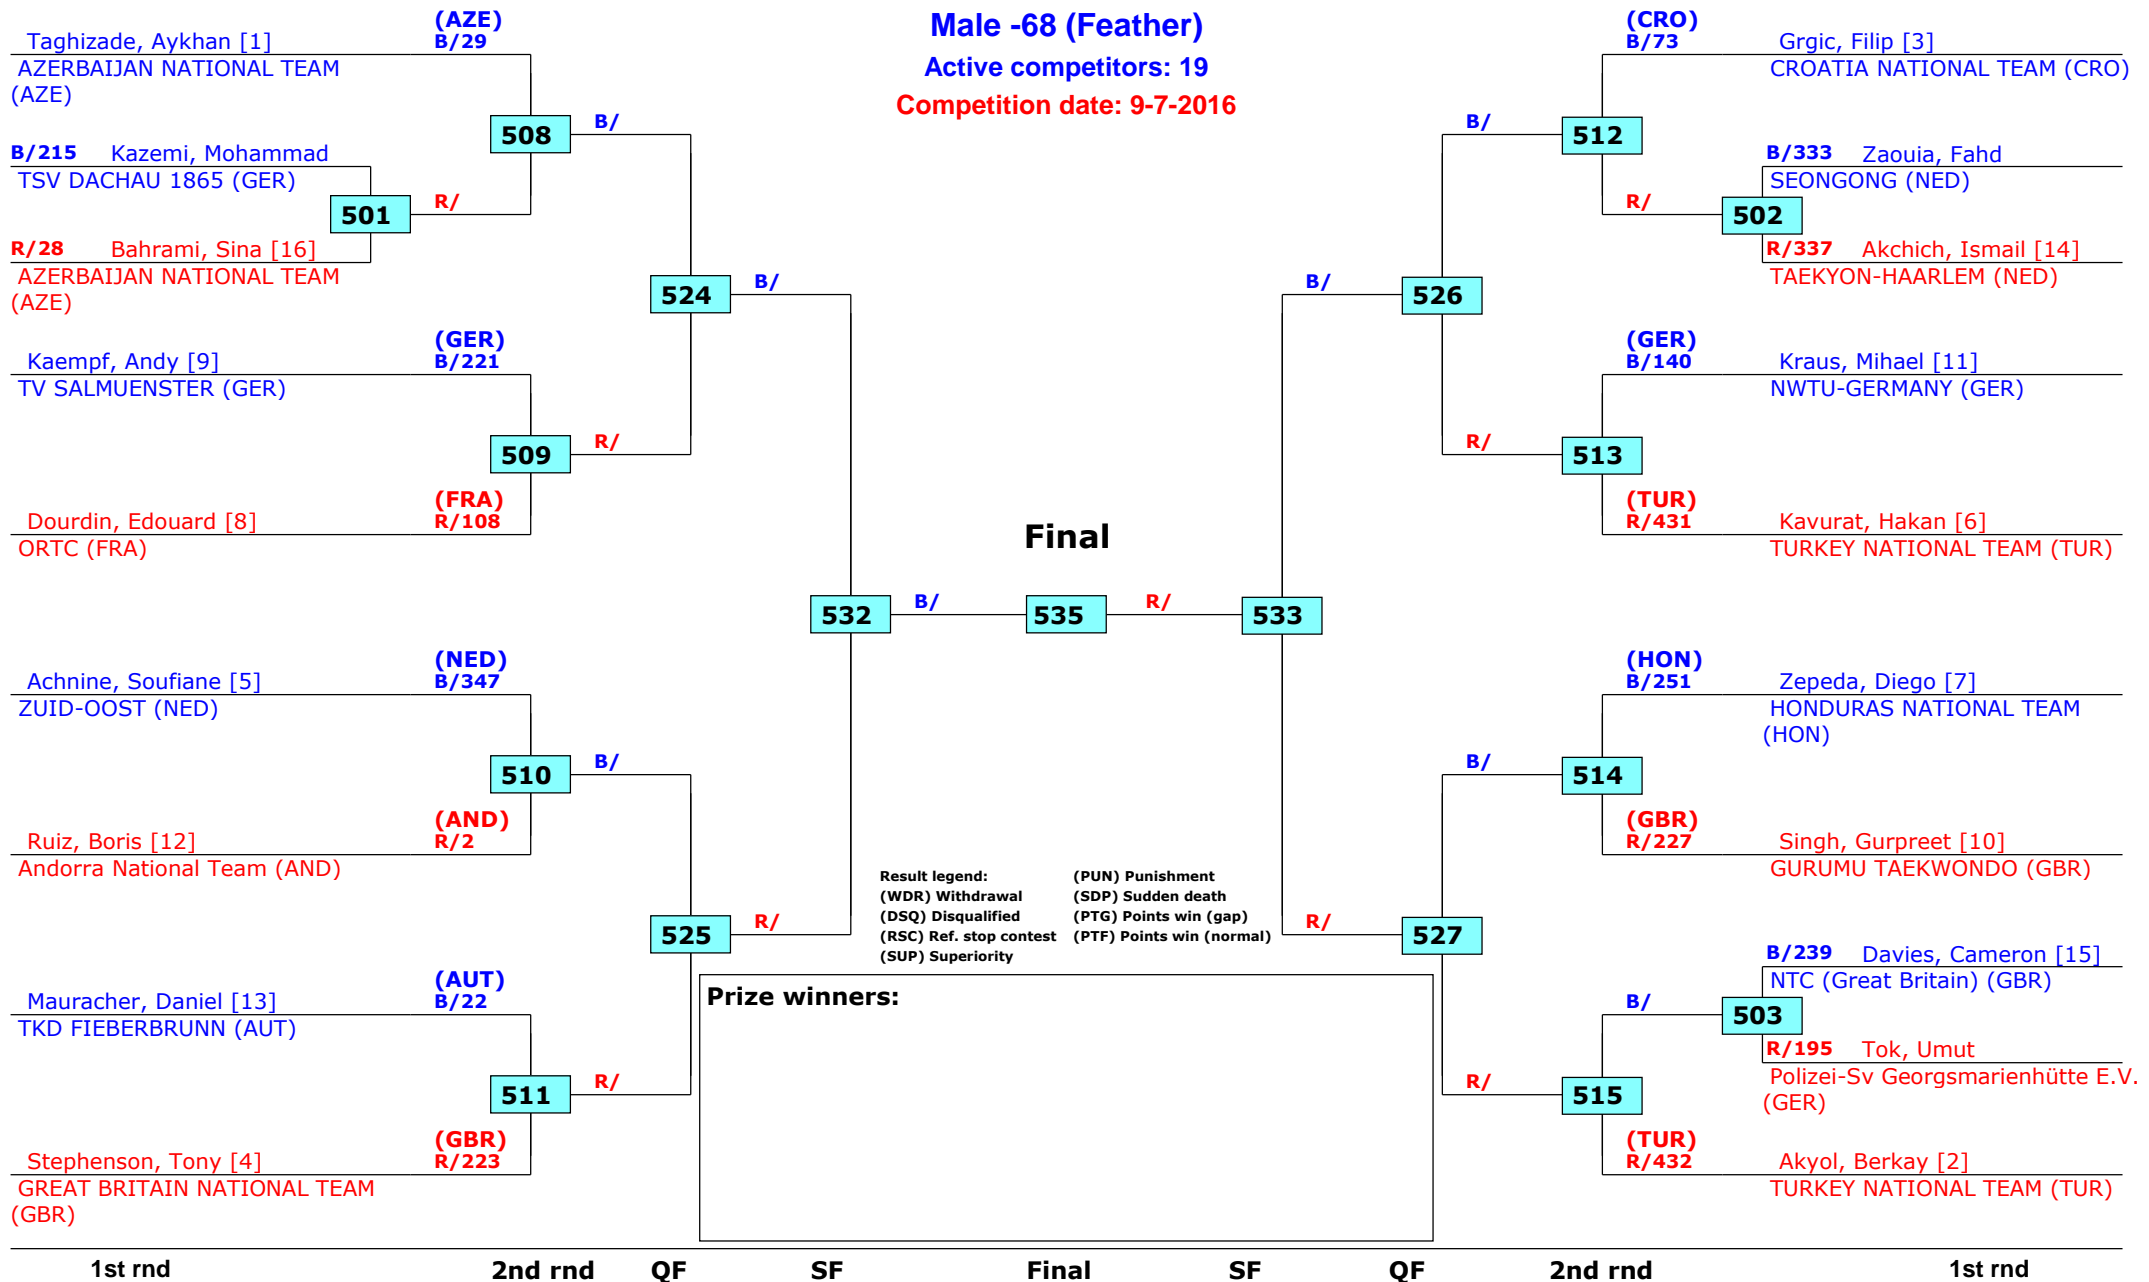 Male -68 (Feather)
Active competitors: 19
Competition date: 9-7-2016
(AZE)
Taghizade, Aykhan [1] B/29
AZERBAIJAN NATIONAL TEAM
(AZE)
508
B/
B/215 Kazemi, Mohammad
TSV DACHAU 1865 (GER)
501
R/
R/28 Bahrami, Sina [16]
AZERBAIJAN NATIONAL TEAM
(AZE)
524
B/
(GER)
Kaempf, Andy [9] B/221
TV SALMUENSTER (GER)
509
R/
(FRA)
Dourdin, Edouard [8] R/108
ORTC (FRA)
532
B/
(NED)
Achnine, Soufiane [5] B/347
ZUID-OOST (NED)
510
B/
(AND)
Ruiz, Boris [12] R/2
Andorra National Team (AND)
525
R/
(AUT)
Mauracher, Daniel [13] B/22
TKD FIEBERBRUNN (AUT)
511
R/
(GBR)
Stephenson, Tony [4] R/223
GREAT BRITAIN NATIONAL TEAM
(GBR)
Final
535
R/
533
(CRO)
B/73 Grgic, Filip [3]
CROATIA NATIONAL TEAM (CRO)
B/
512
B/333 Zaouia, Fahd
SEONGONG (NED)
R/
502
R/337 Akchich, Ismail [14]
TAEKYON-HAARLEM (NED)
B/
526
(GER)
B/140 Kraus, Mihael [11]
NWTU-GERMANY (GER)
R/
513
(TUR)
R/431 Kavurat, Hakan [6]
TURKEY NATIONAL TEAM (TUR)
(HON)
B/251 Zepeda, Diego [7]
HONDURAS NATIONAL TEAM
(HON)
B/
514
(GBR)
R/227 Singh, Gurpreet [10]
GURUMU TAEKWONDO (GBR)
R/
527
B/239 Davies, Cameron [15]
NTC (Great Britain) (GBR)
B/
503
R/195 Tok, Umut
Polizei-Sv Georgsmarienhütte E.V.
(GER)
R/
515
(TUR)
R/432 Akyol, Berkay [2]
TURKEY NATIONAL TEAM (TUR)
Result legend: (PUN) Punishment
(WDR) Withdrawal (SDP) Sudden death
(DSQ) Disqualified (PTG) Points win (gap)
(RSC) Ref. stop contest (PTF) Points win (normal)
(SUP) Superiority
Prize winners:
1st rnd 2nd rnd QF SF Final SF QF 2nd rnd 1st rnd